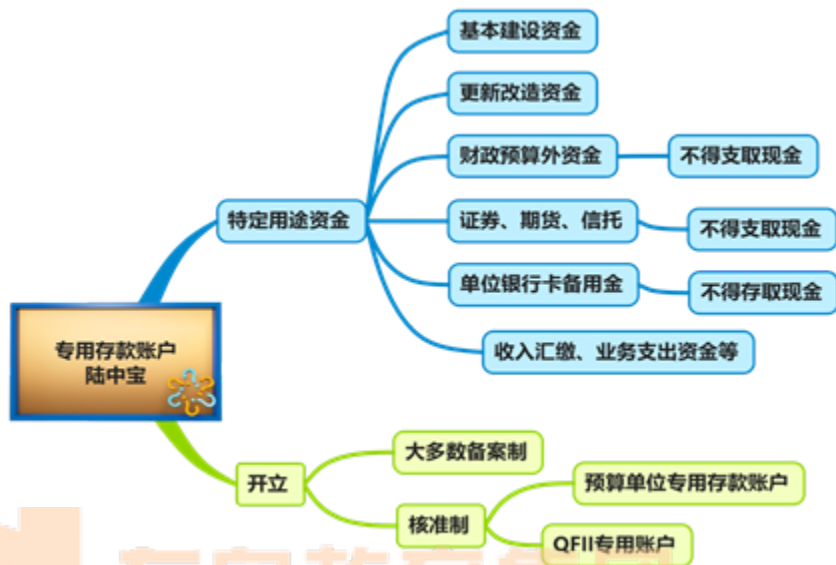 基本建设资金
更新改造资金
财政预算外资金
不得支取现金
特定用途资金
证券、期货、信托
不得支取现金
单位银行卡备用金
不得存取现金
收入汇缴、业务支出资金等
专用存款账户
陆中宝
开立
大多数备案制
核准制
预算单位专用存款账户
QFII专用账户